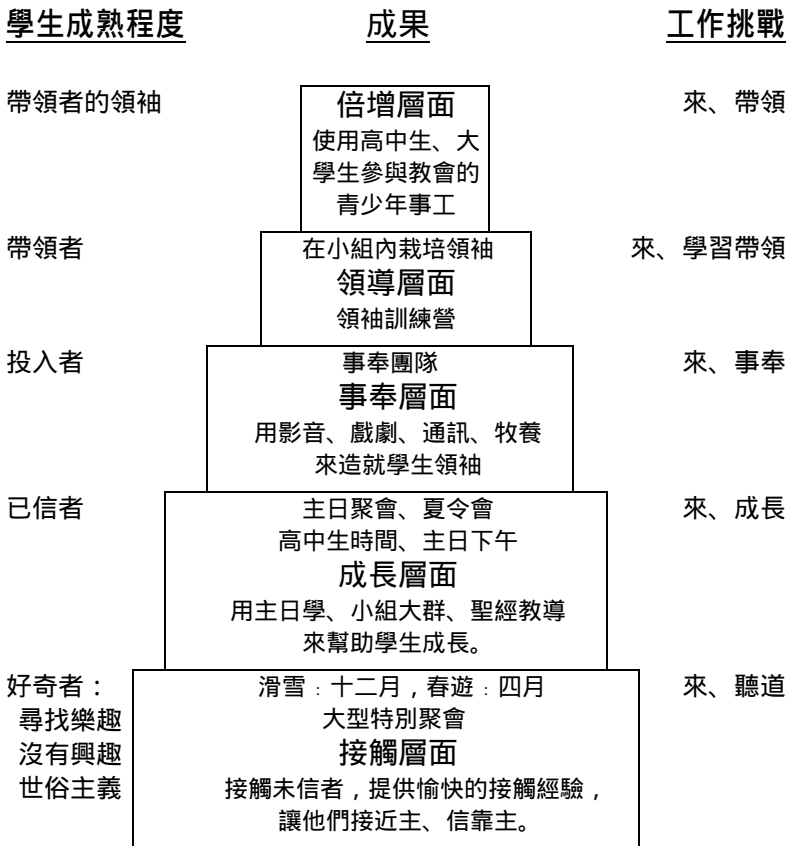 學生成熟程度 成果 工作挑戰
帶領者的領袖 倍增層面 來、帶領
使用高中生、大
學生參與教會的
青少年事工
帶領者 在小組內栽培領袖 來、學習帶領
領導層面
領袖訓練營
投入者 事奉團隊 來、事奉
事奉層面
用影音、戲劇、通訊、牧養
來造就學生領袖
已信者 主日聚會、夏令會 來、成長
高中生時間、主日下午
成長層面
用主日學、小組大群、聖經教導
來幫助學生成長。
好奇者： 滑雪：十二月，春遊：四月 來、聽道
尋找樂趣 大型特別聚會
沒有興趣 接觸層面
世俗主義 接觸未信者，提供愉快的接觸經驗，
讓他們接近主、信靠主。